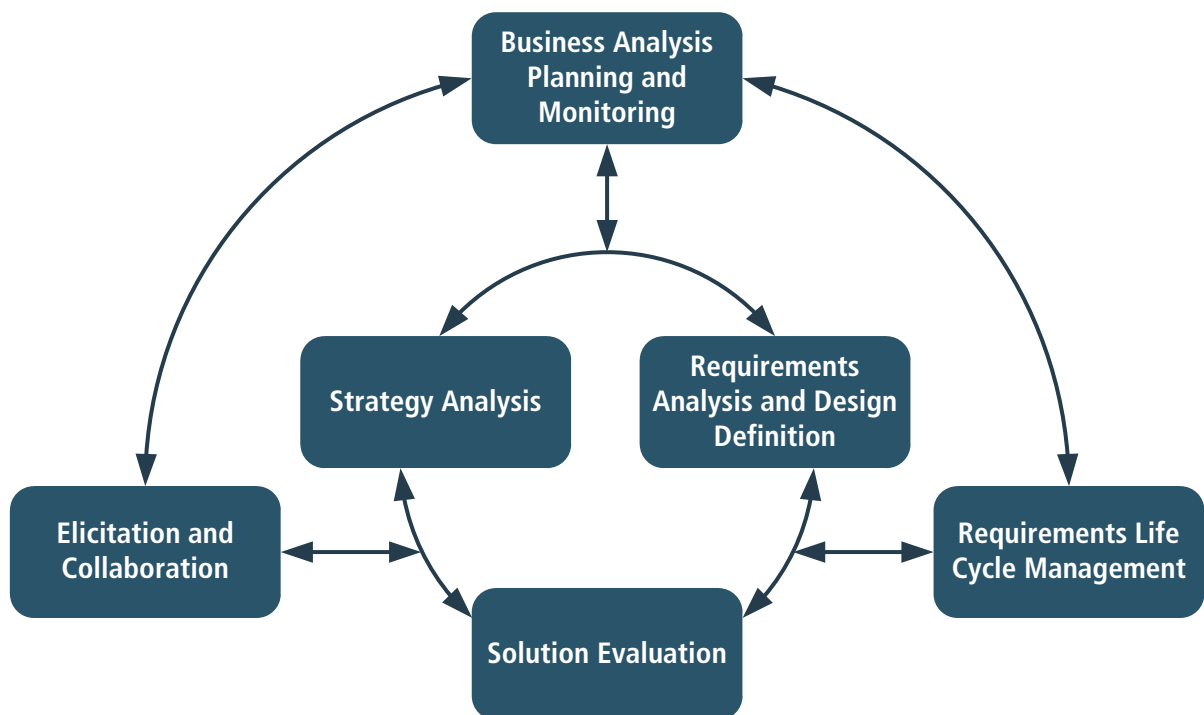 Business Analysis
Planning and
Monitoring
Strategy Analysis
Requirements
Analysis and Design
Definition
Elicitation and
Collaboration
Requirements Life
Cycle Management
Solution Evaluation